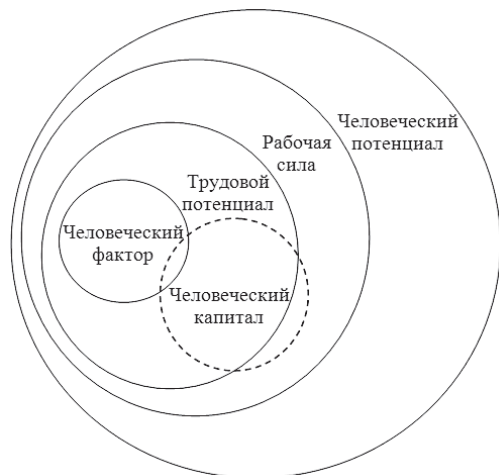 Человеческий
потенциал
Рабочая
сила
Трудовой
потенциал
Человеческий
фактор
Человеческий
капитал